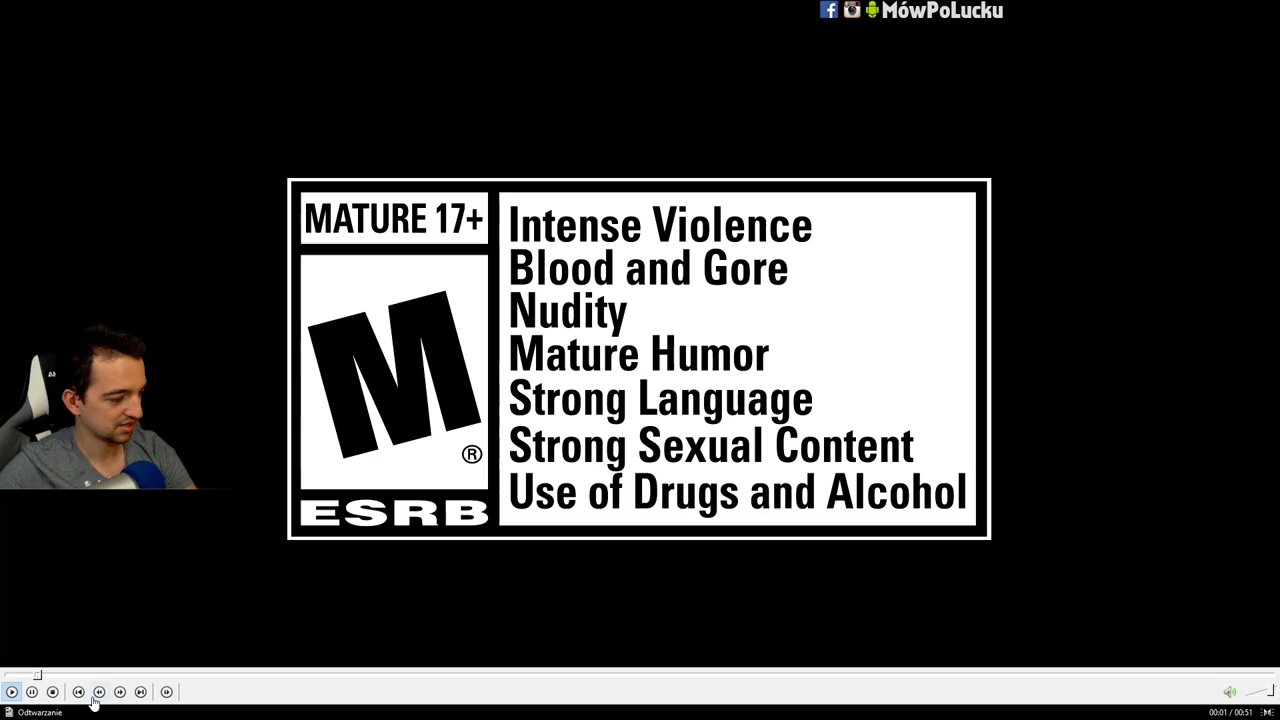 MówPoLucku
MATURE 17+
M
®
ESRB
Intense Violence
Blood and Gore
Nudity
Mature Humor
Strong Language
Strong Sexual Content
Use of Drugs and Alcohol
Odtwarzanie
00:01 / 00:51